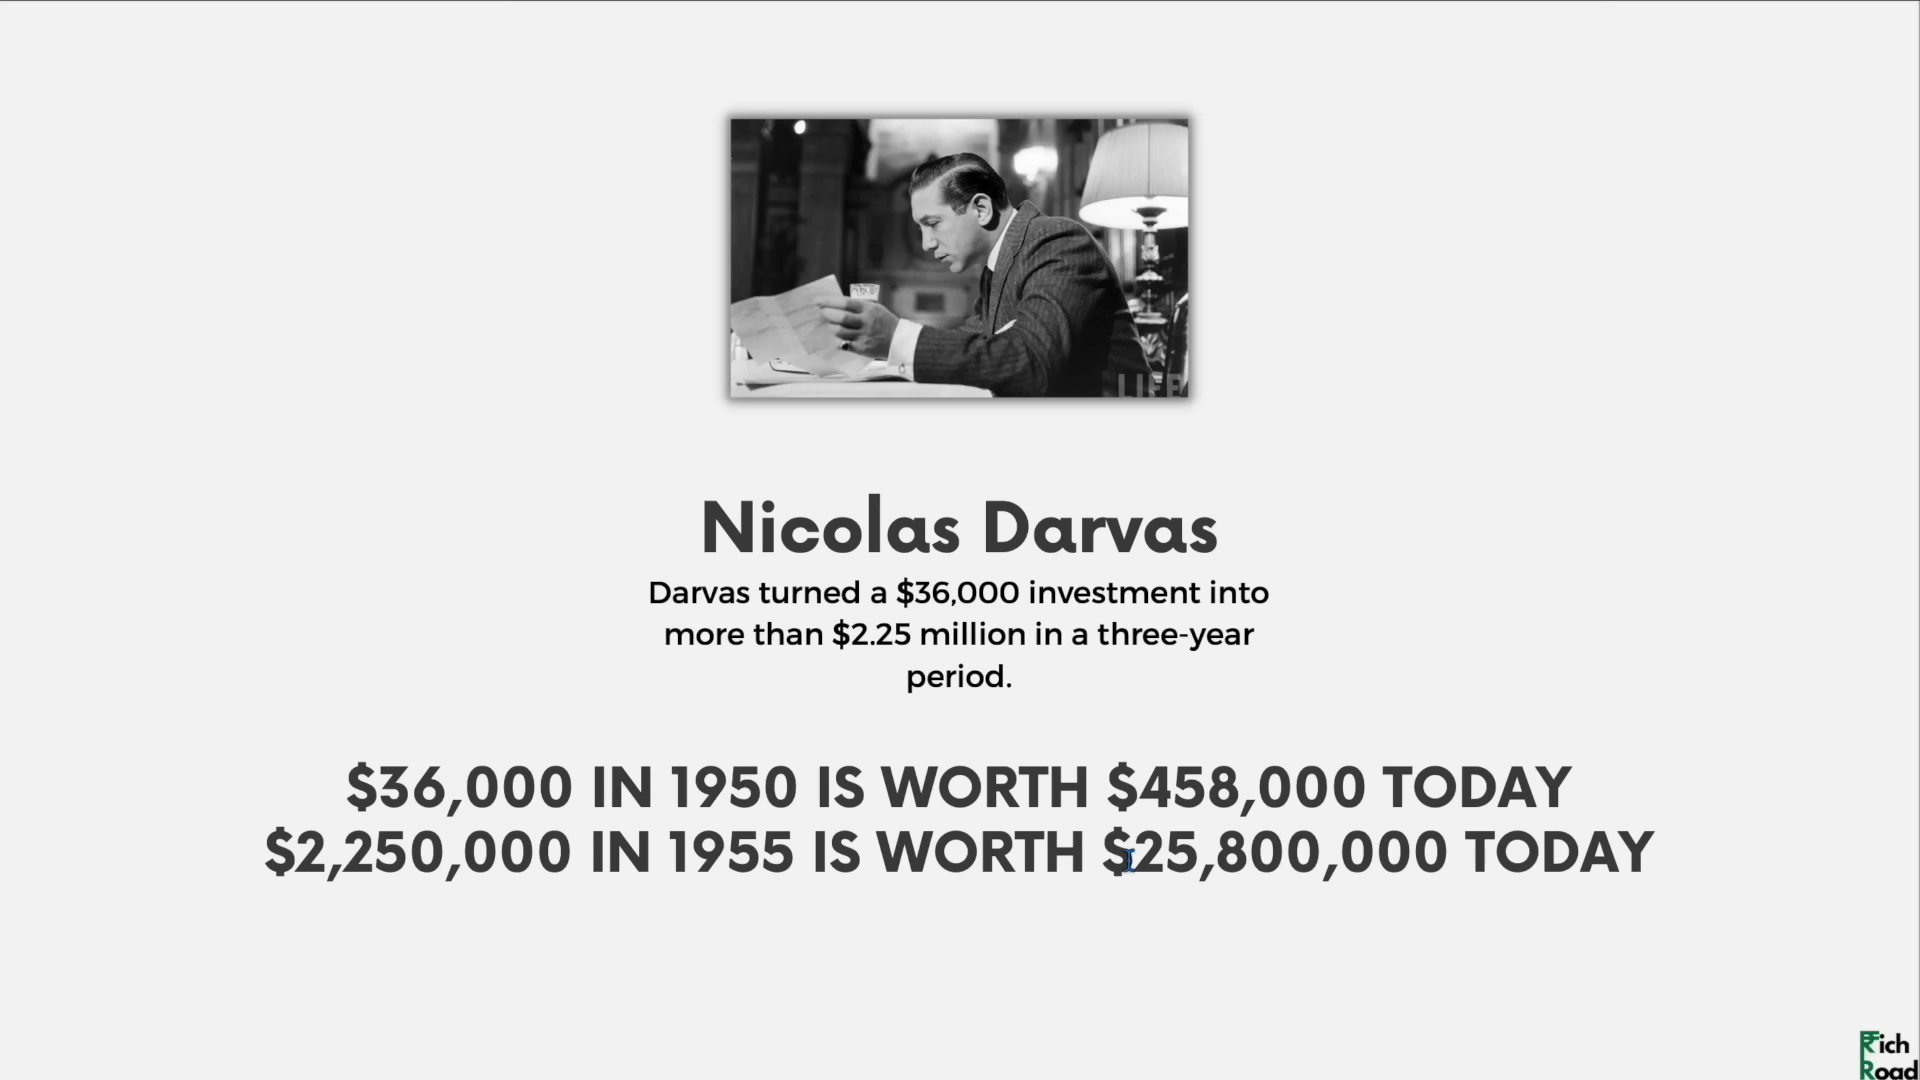 LIFE
Nicolas Darvas
Darvas turned a $36,000 investment into
more than $2.25 million in a three-year
period.
$36,000 IN 1950 IS WORTH $458,000 TODAY
$2,250,000 IN 1955 IS WORTH $25,800,000 TODAY
₹ich
Road